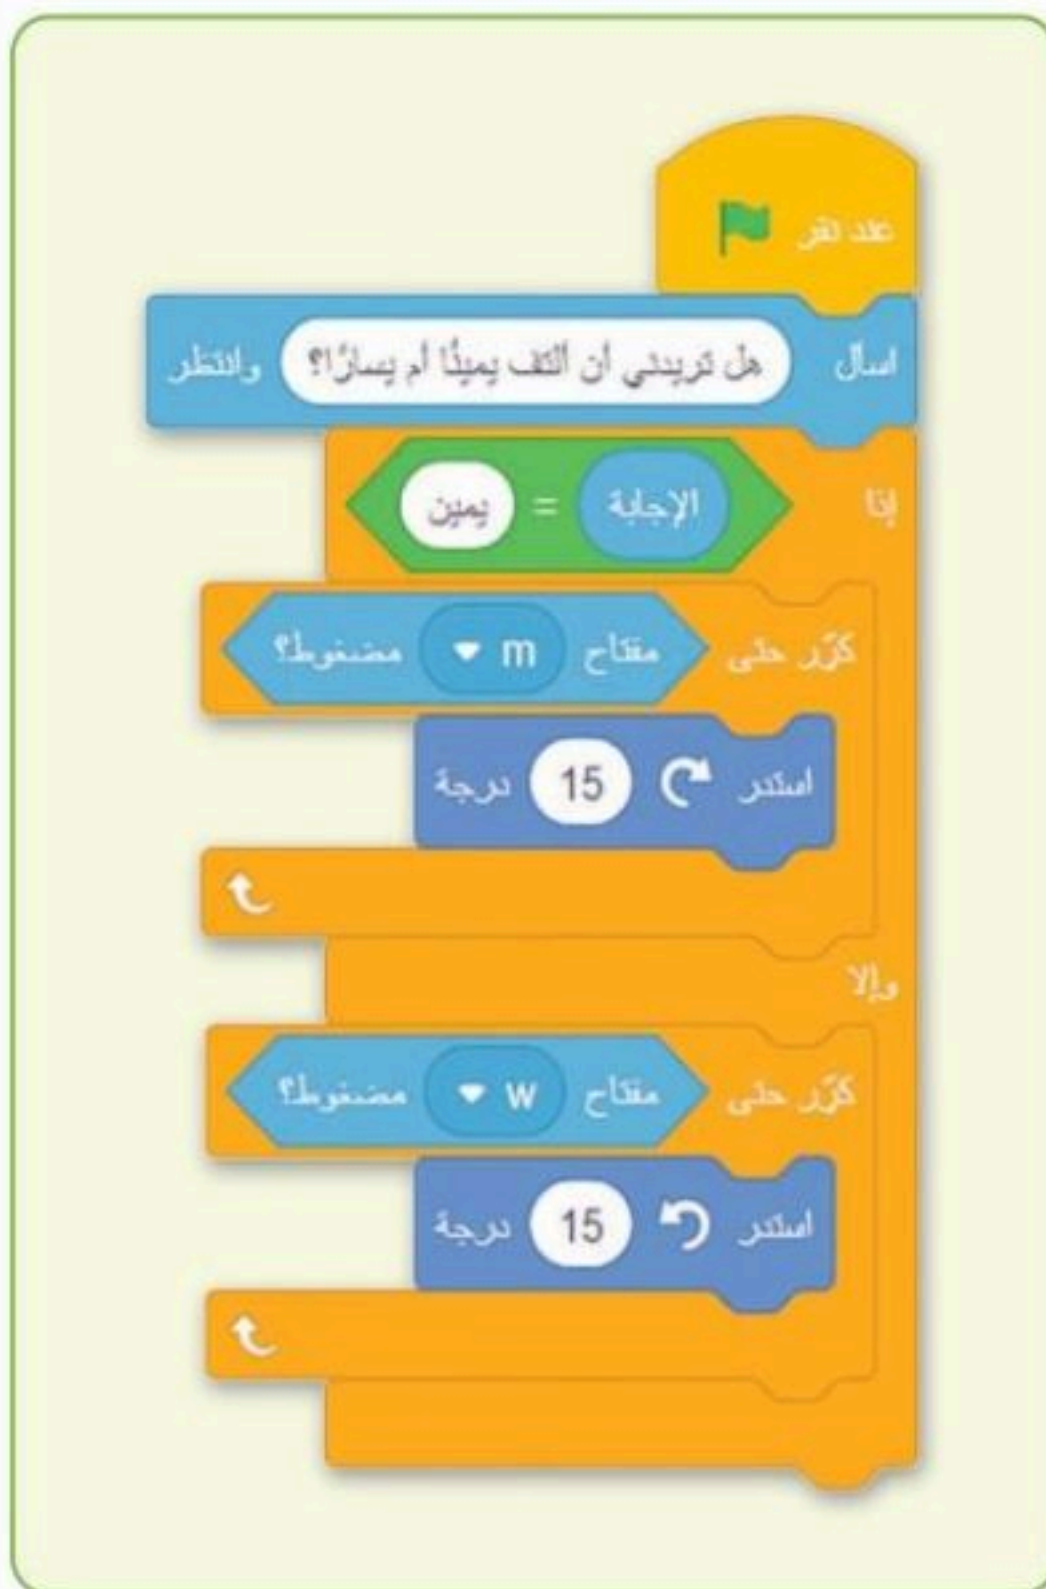 عند نقر
اسأل هل تريدني أن ألتف يمينًا أم يسارًا؟ وانتظر
إذا الإجابة = يمين
كرّر حتى مفتاح m مضغوط؟
استدر 15 درجة
وإلا
كرّر حتى مفتاح w مضغوط؟
استدر 15 درجة